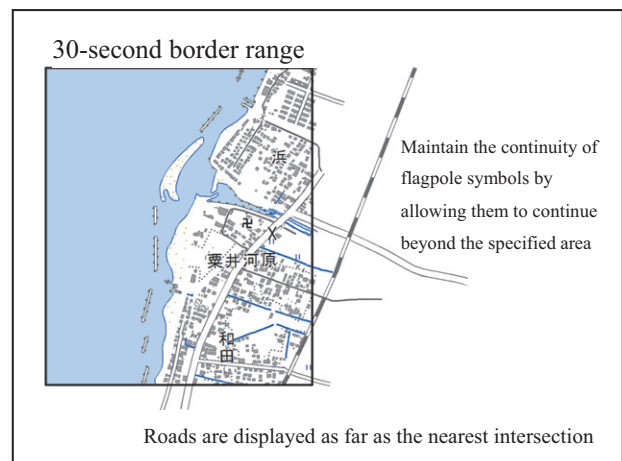 30-second border range
浜
Maintain the continuity of
flagpole symbols by
allowing them to continue
beyond the specified area
粟井河原
和田
Roads are displayed as far as the nearest intersection